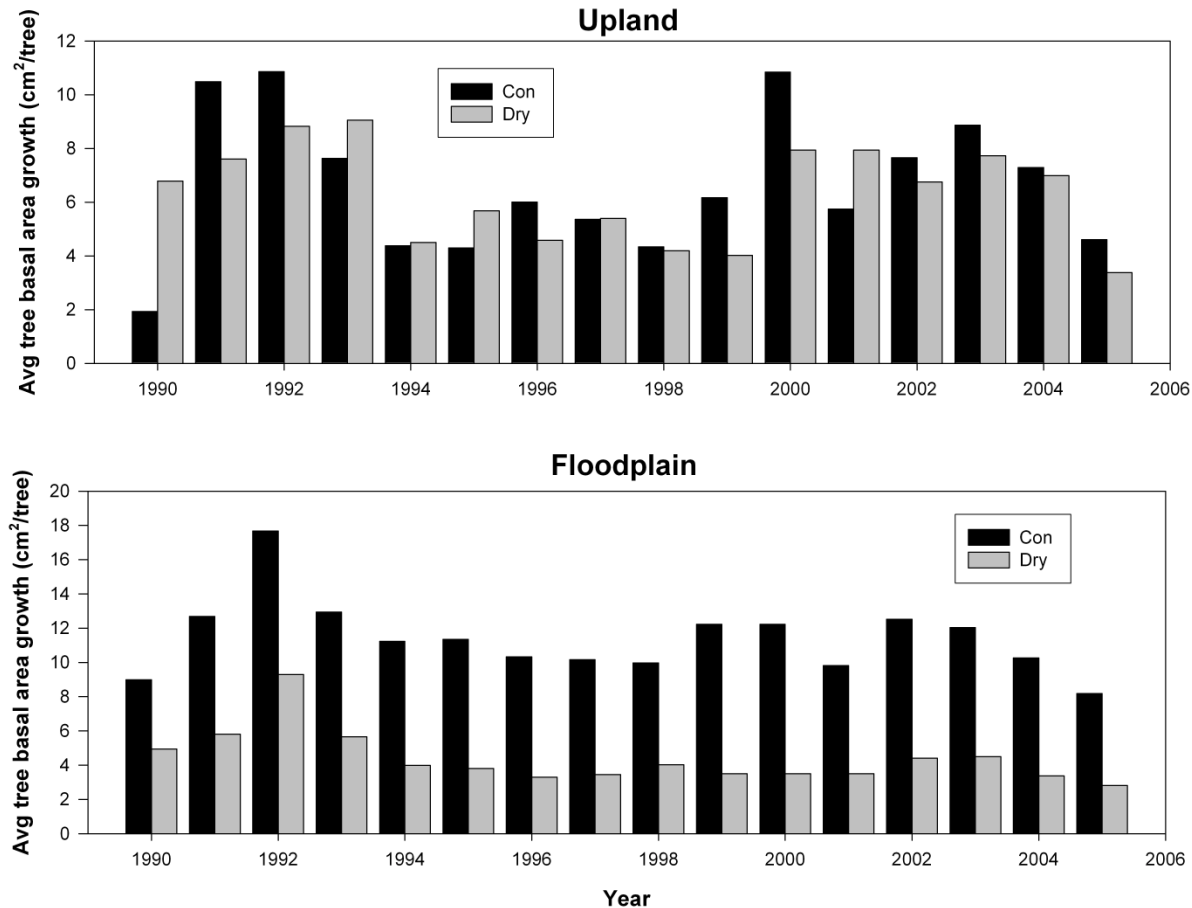 Upland
Avg tree basal area growth (cm²/tree)
12
10
8
6
4
2
0
Con
Dry
1990 1992 1994 1996 1998 2000 2002 2004 2006
Floodplain
Avg tree basal area growth (cm²/tree)
20
18
16
14
12
10
8
6
4
2
0
Con
Dry
1990 1992 1994 1996 1998 2000 2002 2004 2006
Year